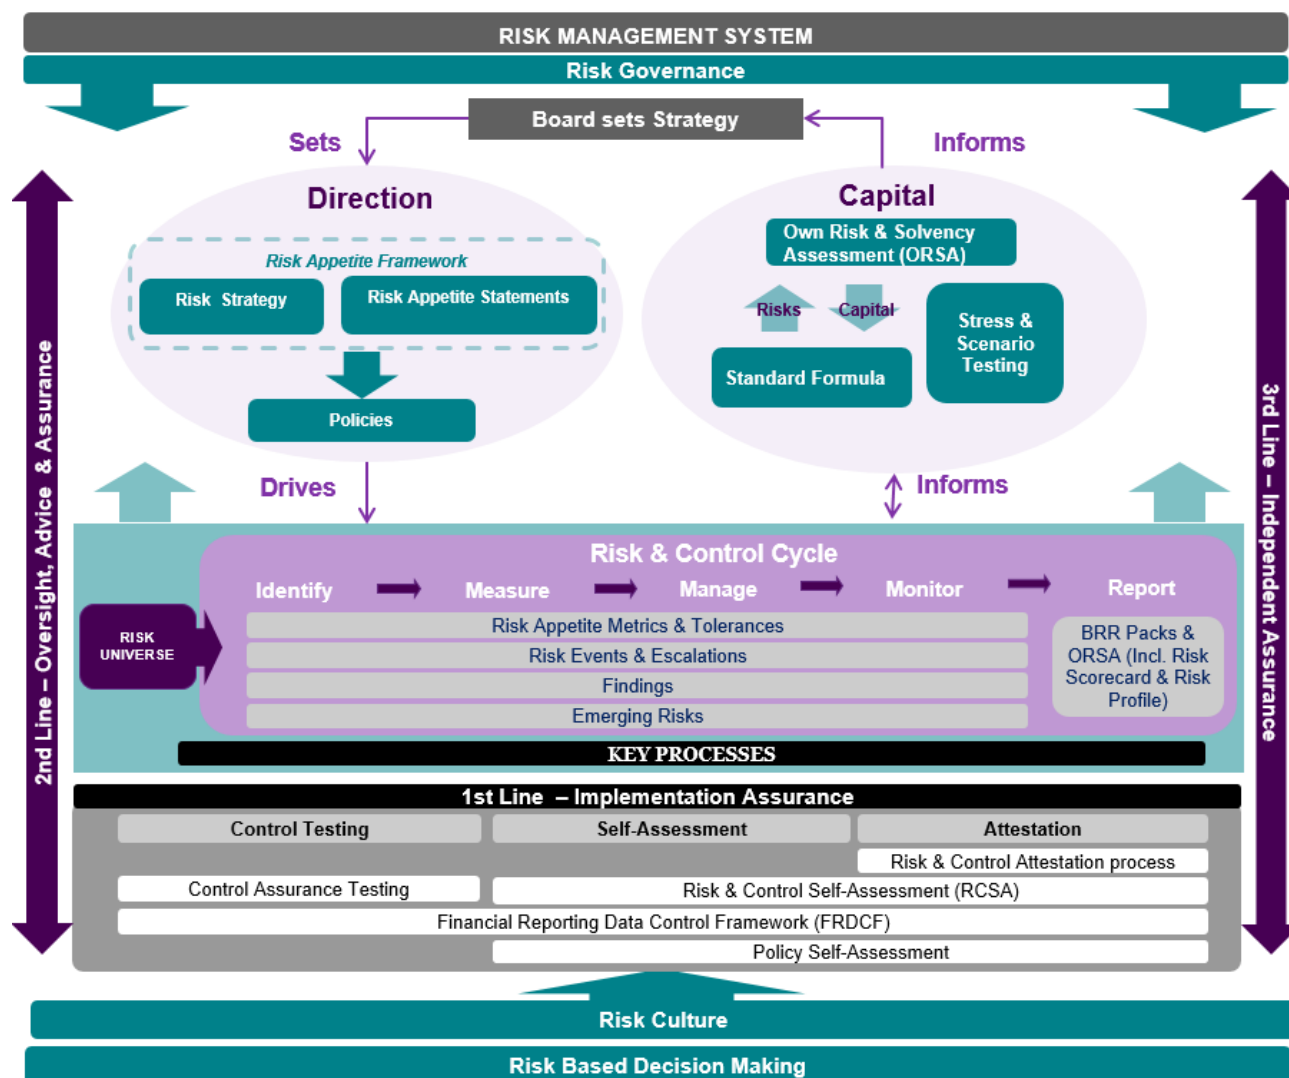 RISK MANAGEMENT SYSTEM
Risk Governance
Board sets Strategy
Sets
Informs
Direction
Risk Appetite Framework
Risk Strategy
Risk Appetite Statements
Policies
Capital
Own Risk & Solvency
Assessment (ORSA)
Risks
Capital
Stress &
Scenario
Testing
Standard Formula
Drives
Informs
2nd Line – Oversight, Advice & Assurance
3rd Line – Independent Assurance
Risk & Control Cycle
Identify
Measure
Manage
Monitor
Report
RISK
UNIVERSE
Risk Appetite Metrics & Tolerances
Risk Events & Escalations
Findings
Emerging Risks
BRR Packs &
ORSA (Incl. Risk
Scorecard & Risk
Profile)
KEY PROCESSES
1st Line – Implementation Assurance
Control Testing
Self-Assessment
Attestation
Risk & Control Attestation process
Control Assurance Testing
Risk & Control Self-Assessment (RCSA)
Financial Reporting Data Control Framework (FRDCF)
Policy Self-Assessment
Risk Culture
Risk Based Decision Making